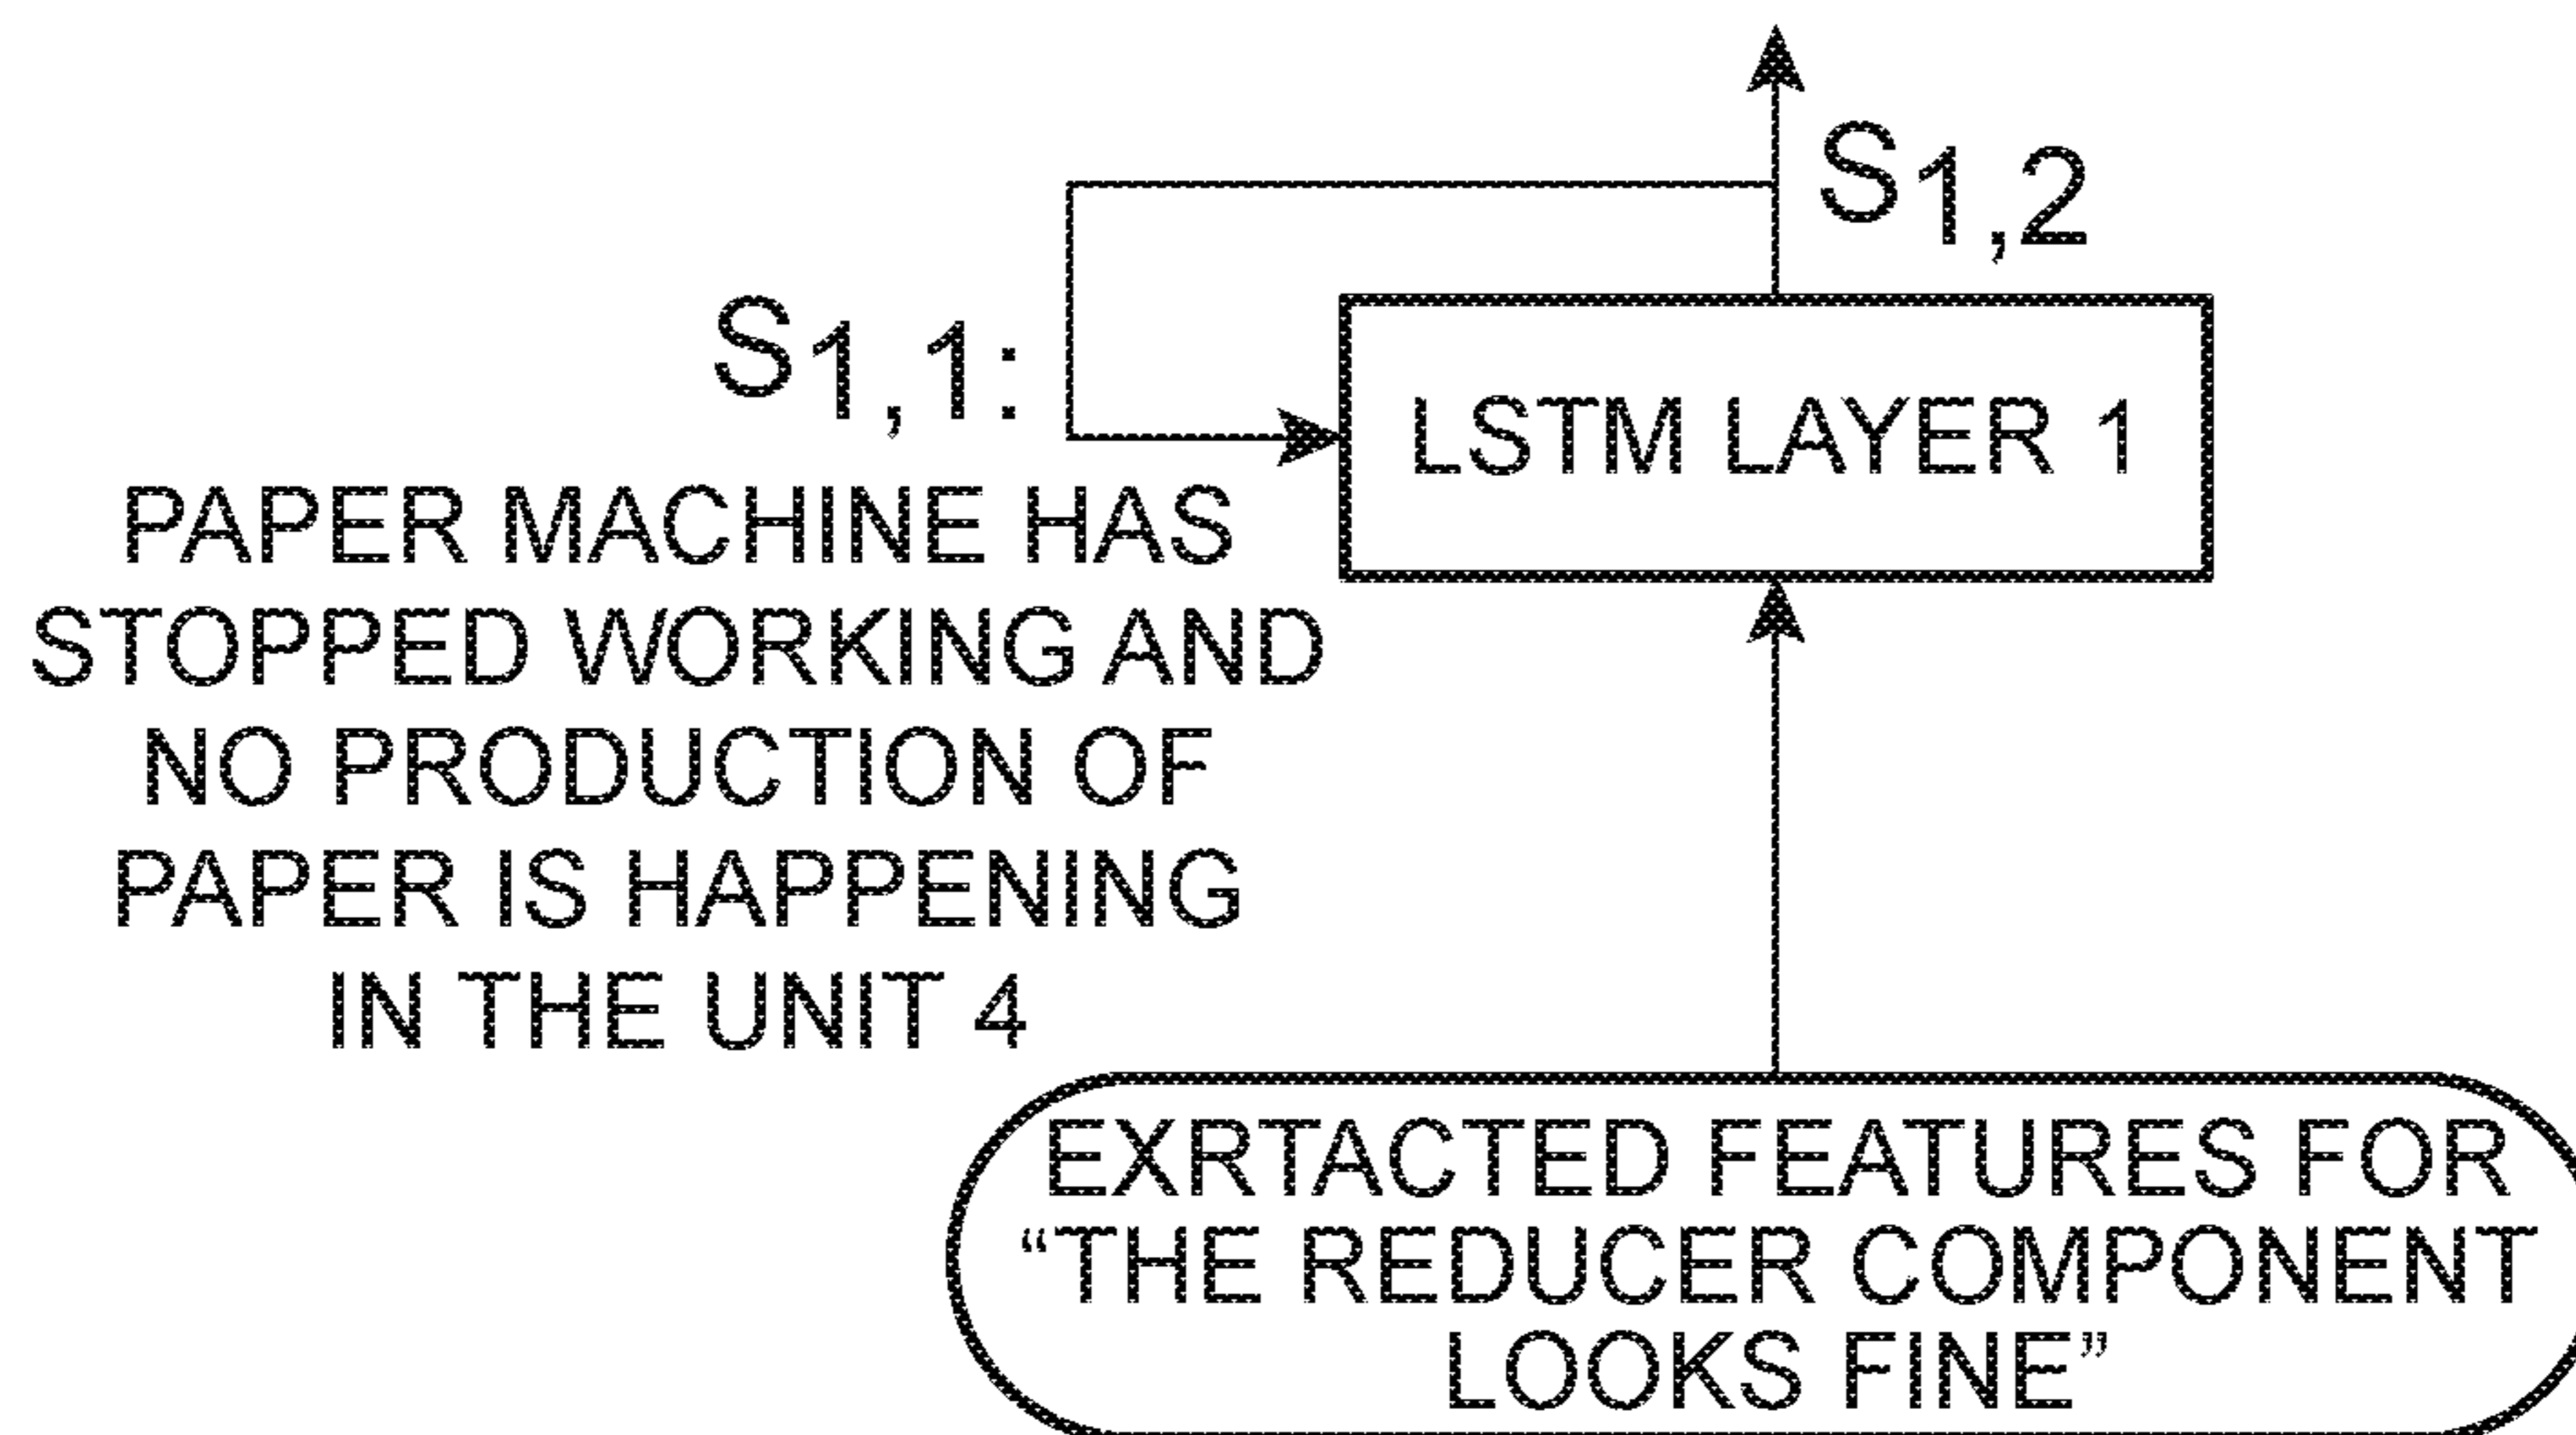 S1,2
S1,1:
LSTM LAYER 1
PAPER MACHINE HAS
STOPPED WORKING AND
NO PRODUCTION OF
PAPER IS HAPPENING
IN THE UNIT 4
EXRTACTED FEATURES FOR
“THE REDUCER COMPONENT
LOOKS FINE”